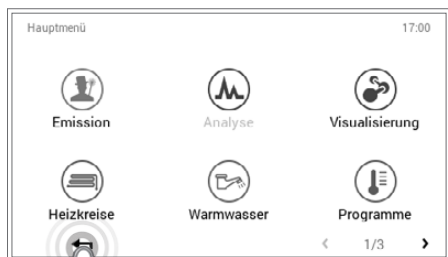 Hauptmenü 17:00
Emission Analyse Visualisierung
Heizkreise Warmwasser Programme
1/3